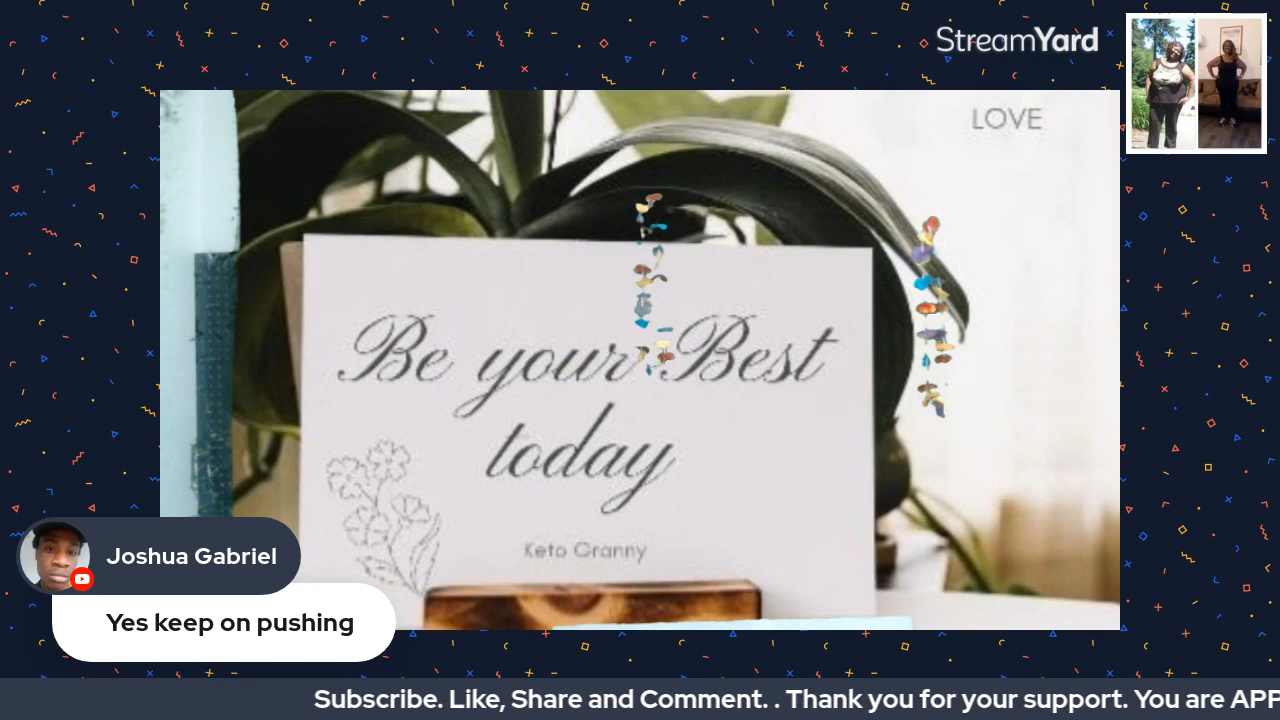 StreamYard
LOVE
Be your Best
today
Keto Granny
Joshua Gabriel
Yes keep on pushing
Subscribe. Like, Share and Comment. . Thank you for your support. You are APP